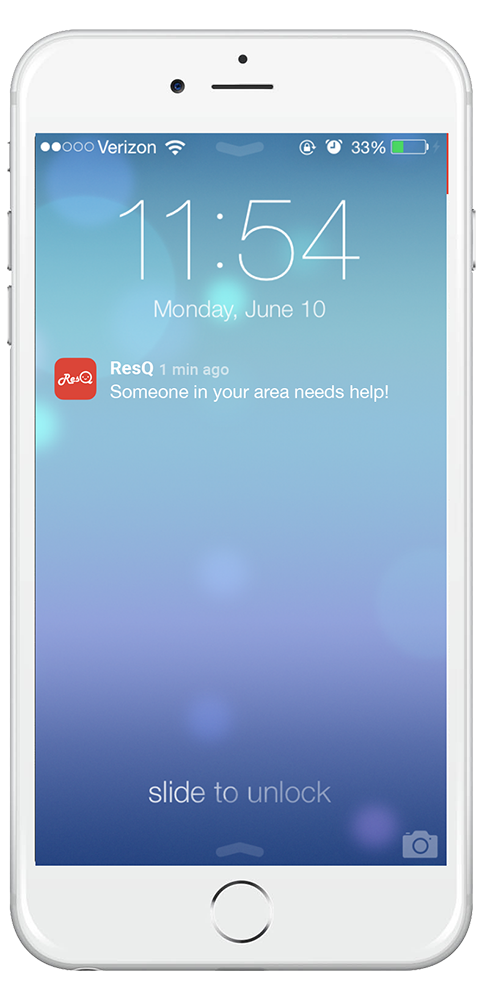 Verizon 33%
11:54
Monday, June 10
ResQ ResQ 1 min ago
Someone in your area needs help!
slide to unlock